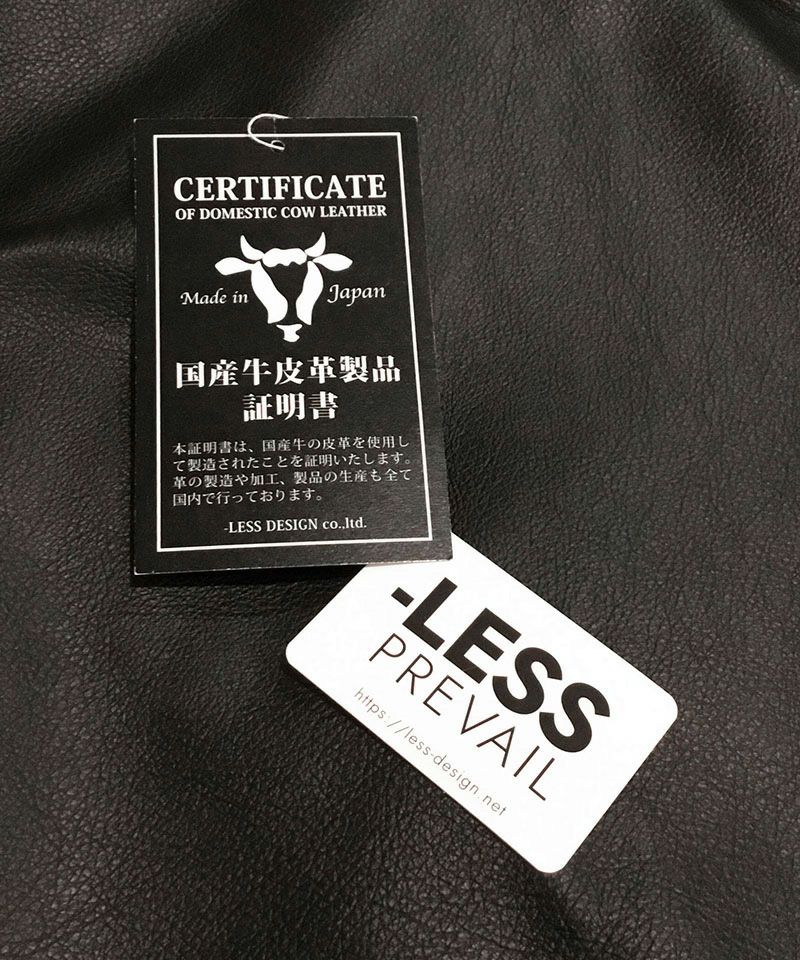 CERTIFICATE
OF DOMESTIC COW LEATHER
Made in Japan
国産牛皮革製品
証明書
本証明書は、国産牛の皮革を使用し
て製造されたことを証明いたします。
革の製造や加工、製品の生産も全て
国内で行っております。
-LESS DESIGN co.,ltd.
-LESS
PREVAIL
https://less-design.net